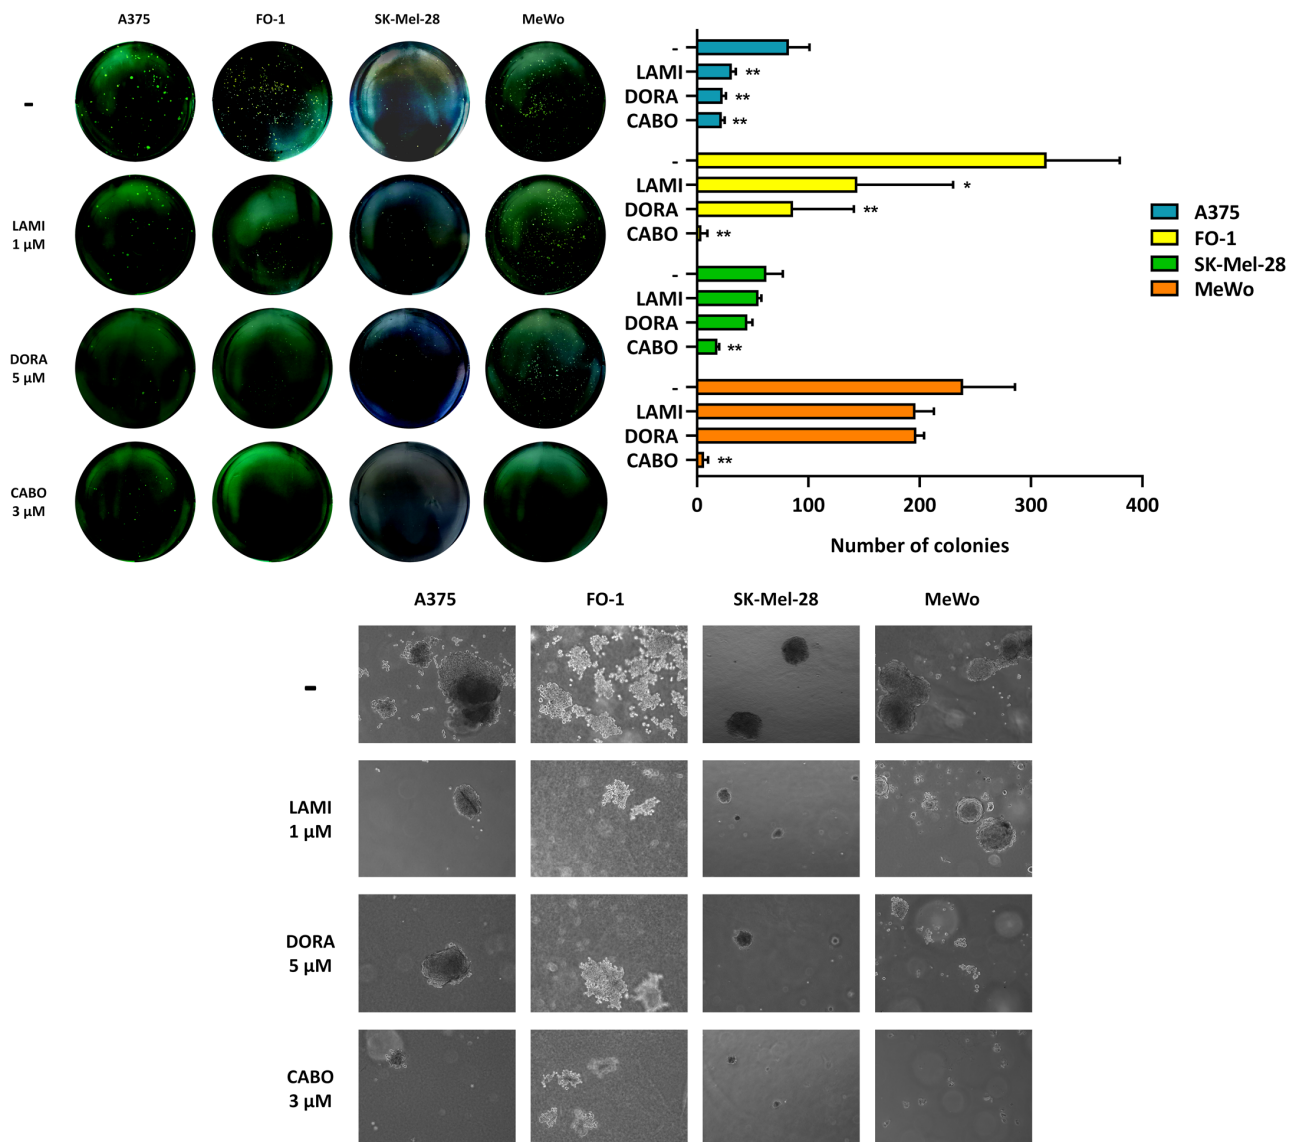 A375 FO-1 SK-Mel-28 MeWo
-
LAMI
1 µM
DORA
5 µM
CABO
3 µM
-
LAMI **
DORA **
CABO **
-
LAMI *
DORA **
CABO **
-
LAMI
DORA
CABO **
-
LAMI
DORA
CABO **
0 100 200 300 400
Number of colonies
A375
FO-1
SK-Mel-28
MeWo
A375 FO-1 SK-Mel-28 MeWo
-
LAMI
1 µM
DORA
5 µM
CABO
3 µM